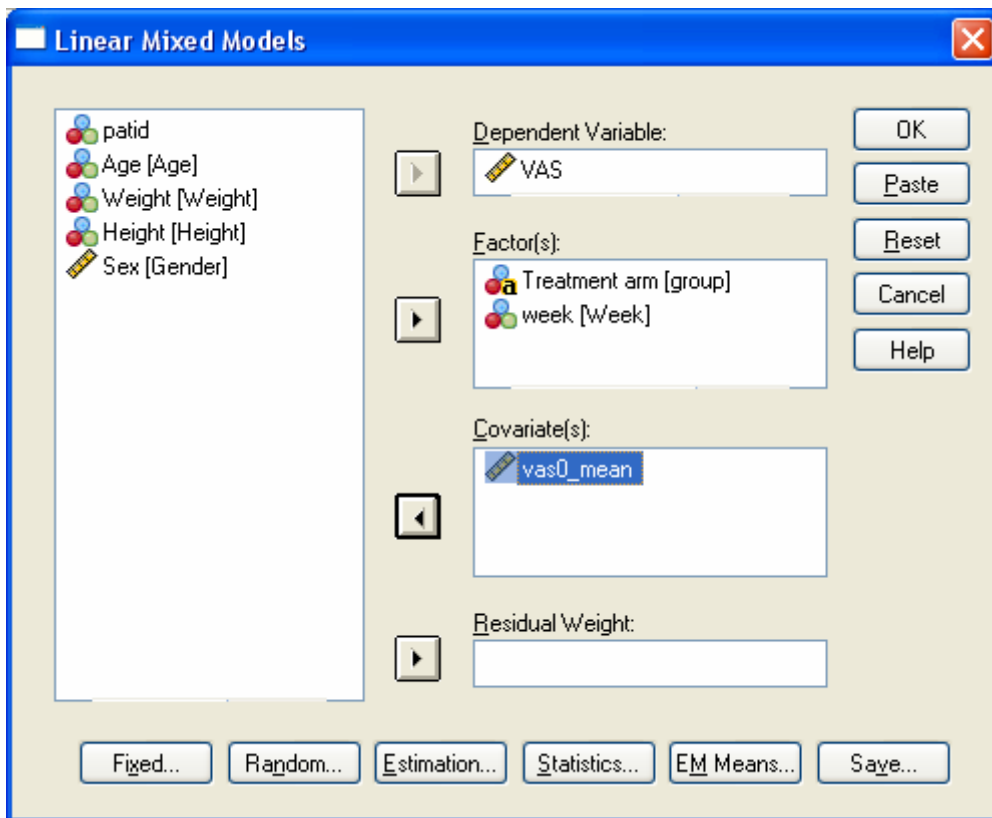 Linear Mixed Models
patid
Age [Age]
Weight [Weight]
Height [Height]
Sex [Gender]
Dependent Variable:
VAS
Factor(s):
a Treatment arm [group]
week [Week]
Covariate(s):
vas0_mean
Residual Weight:
OK
Paste
Reset
Cancel
Help
Fixed... Random... Estimation... Statistics... EM Means... Save...